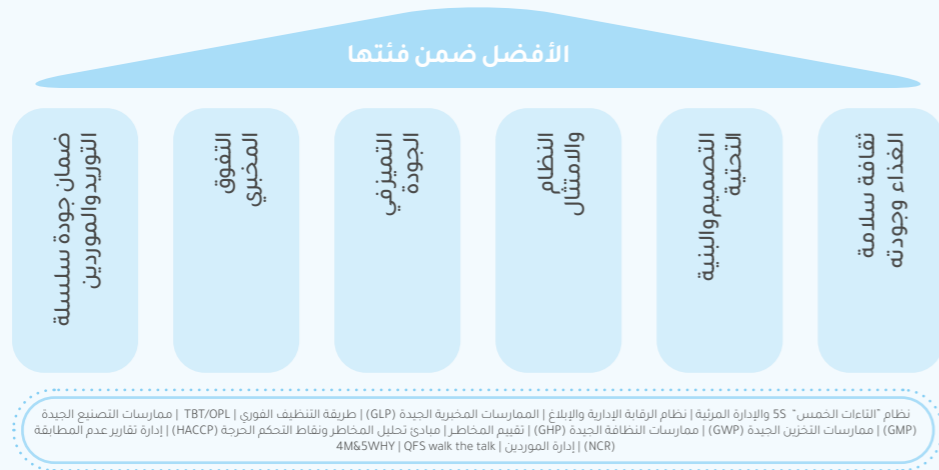 الأفضل ضمن فئتها
ثقافة سلامة
الغذاء وجودته
التصميم والبنية
التحتية
النظام
والامتثال
التميز في
الجودة
التفوق
المخبري
ضمان جودة سلسلة
التوريد والموردين
نظام "التاءات الخمس" 5S والإدارة المرئية | نظام الرقابة الإدارية والإبلاغ | الممارسات المخبرية الجيدة (GLP) | طريقة التنظيف الفوري | TBT/OPL | ممارسات التصنيع الجيدة
(GMP) | ممارسات التخزين الجيدة (GWP) | ممارسات النظافة الجيدة (GHP) | تقييم المخاطر | مبادئ تحليل المخاطر ونقاط التحكم الحرجة (HACCP) | إدارة تقارير عدم المطابقة
(NCR) | إدارة الموردين | 4M&5WHY | QFS walk the talk